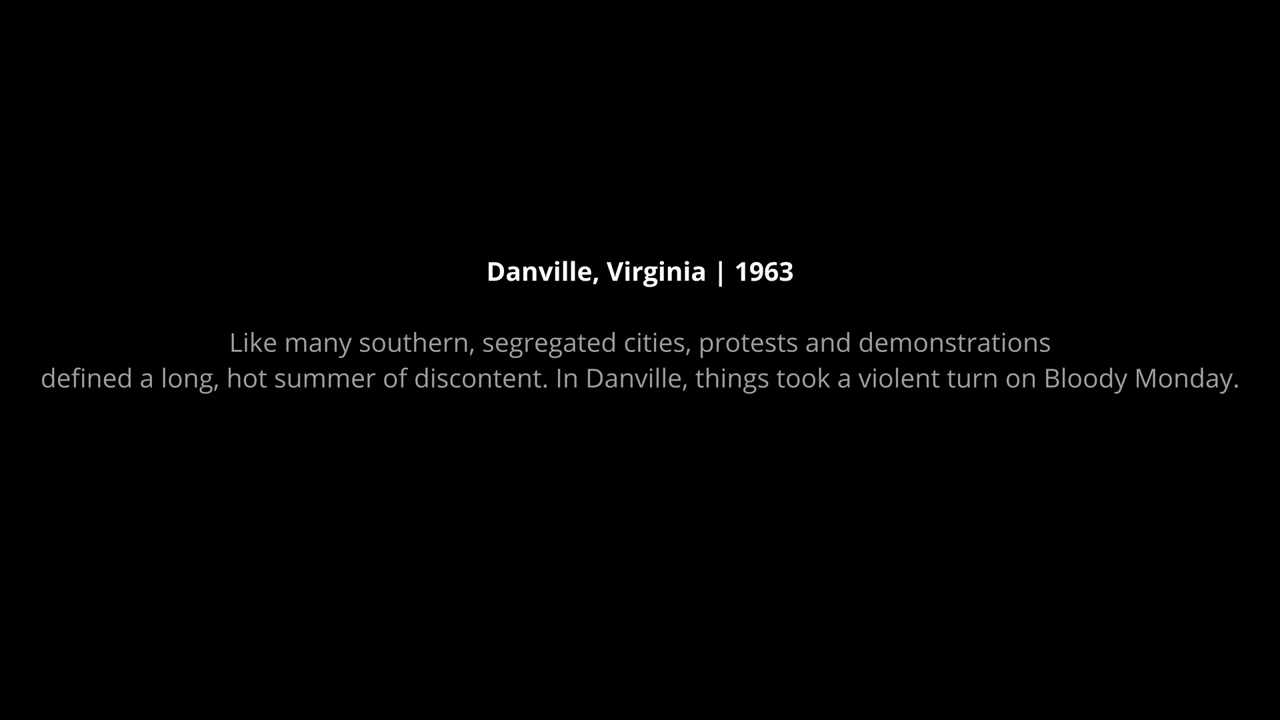 Danville, Virginia | 1963
Like many southern, segregated cities, protests and demonstrations
defined a long, hot summer of discontent. In Danville, things took a violent turn on Bloody Monday.